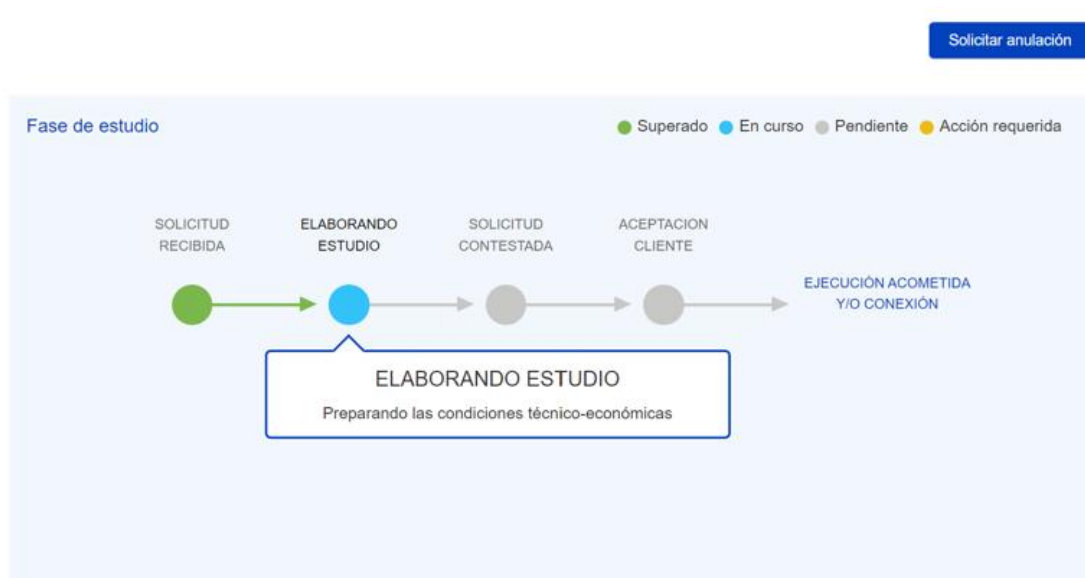 Solicitar anulación
Fase de estudio
Superado
En curso
Pendiente
Acción requerida
SOLICITUD
RECIBIDA
ELABORANDO
ESTUDIO
SOLICITUD
CONTESTADA
ACEPTACION
CLIENTE
EJECUCIÓN ACOMETIDA
Y/O CONEXIÓN
ELABORANDO ESTUDIO
Preparando las condiciones técnico-económicas